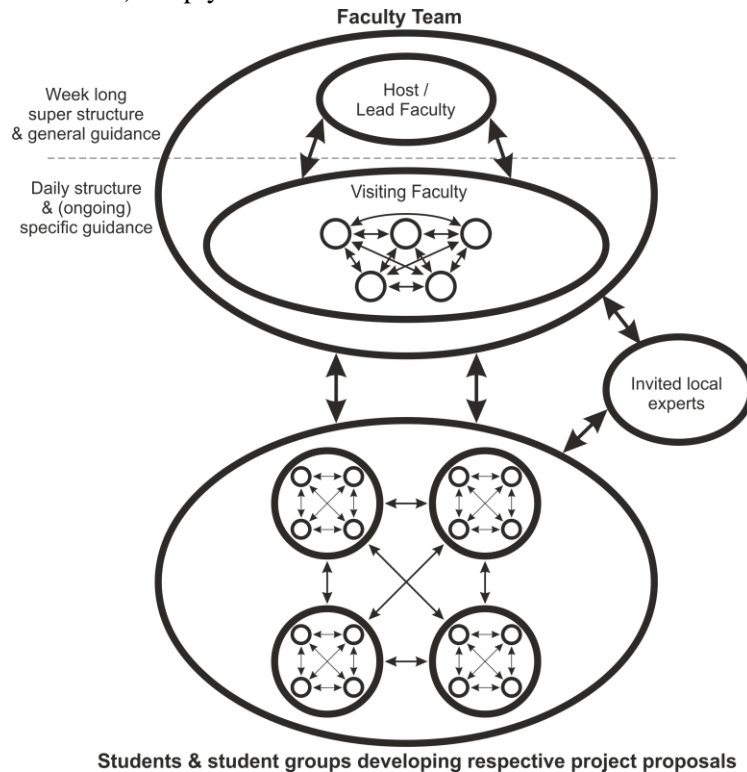 Faculty Team
Host /
Lead Faculty
Week long
super structure
& general guidance
Daily structure
& (ongoing)
specific guidance
Visiting Faculty
Invited local
experts
Students & student groups developing respective project proposals